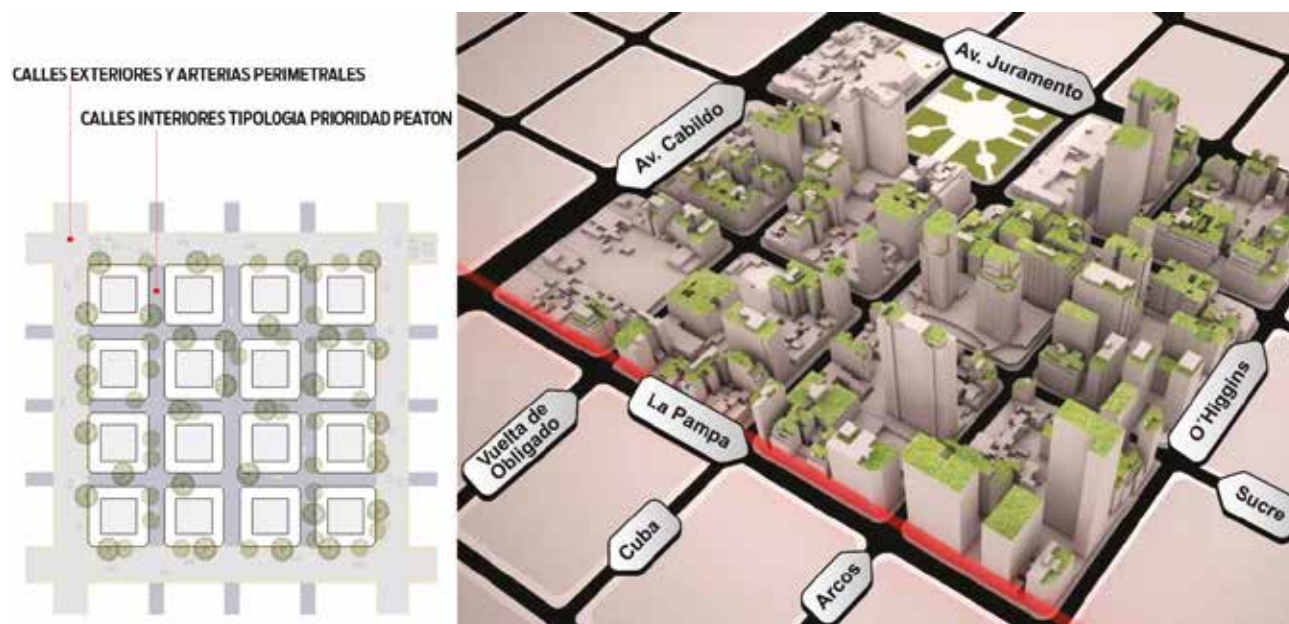 CALLES EXTERIORES Y ARTERIAS PERIMETRALES
CALLES INTERIORES TIPOLOGIA PRIORIDAD PEATON
Av. Juramento
Av. Cabildo
Vuelta de
Obligado
La Pampa
Cuba
Arcos
O'Higgins
Sucre